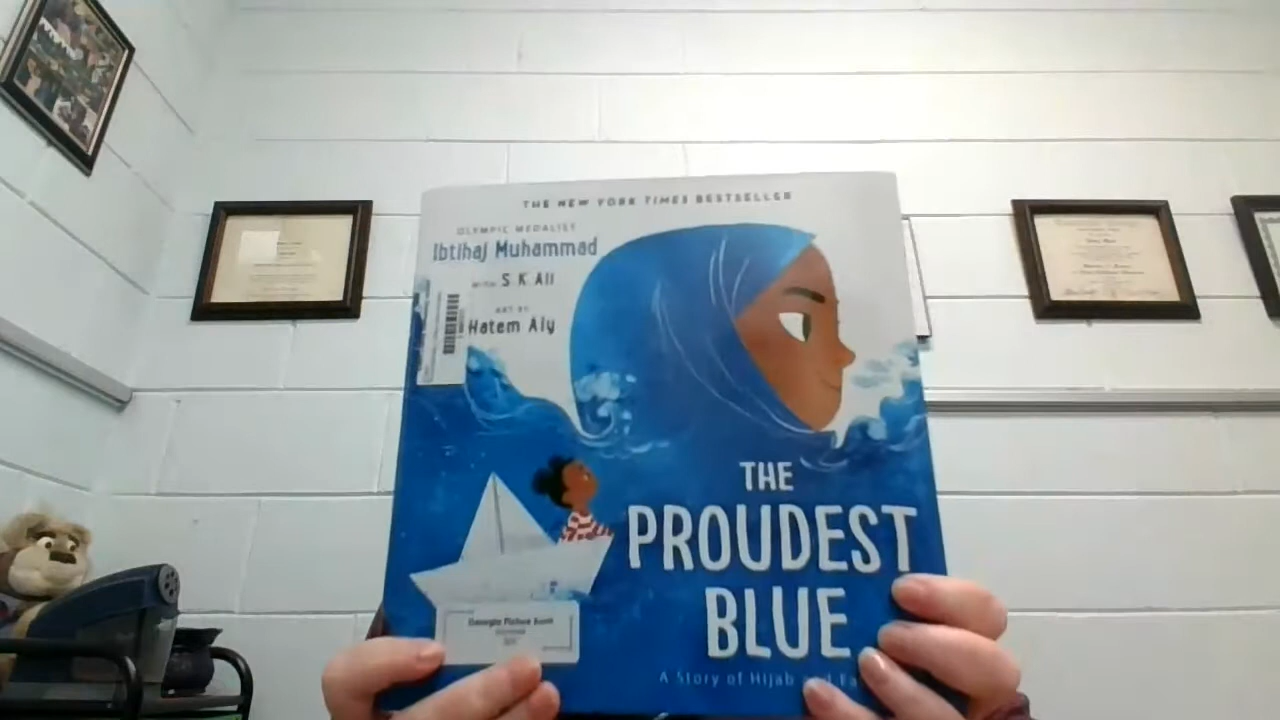 THE NEW YORK TIMES BESTSELLER
OLYMPIC MEDALIST
Ibtihaj Muhammad
WITH S. K. Ali
ART BY
Hatem Aly
THE
PROUDEST
BLUE
A Story of Hijab and Fa
Georgia Picture Book